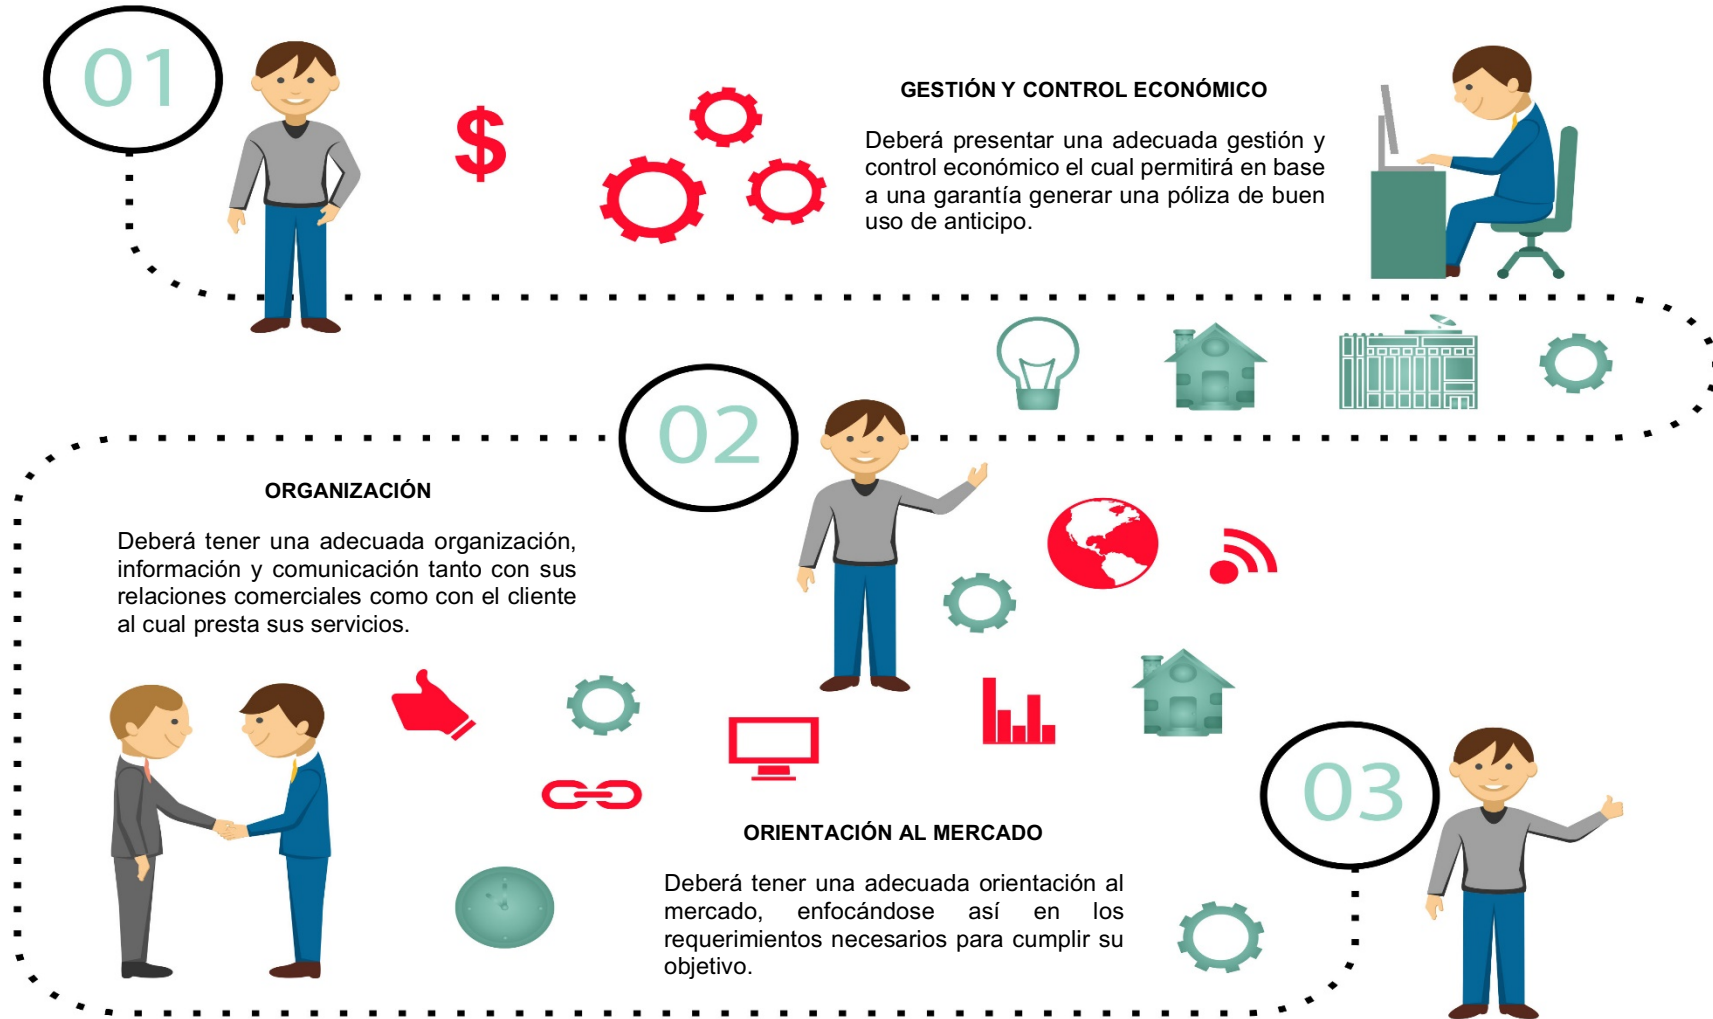 01
GESTIÓN Y CONTROL ECONÓMICO
Deberá presentar una adecuada gestión y
control económico el cual permitirá en base
a una garantía generar una póliza de buen
uso de anticipo.
02
ORGANIZACIÓN
Deberá tener una adecuada organización,
información y comunicación tanto con sus
relaciones comerciales como con el cliente
al cual presta sus servicios.
03
ORIENTACIÓN AL MERCADO
Deberá tener una adecuada orientación al
mercado, enfocándose así en los
requerimientos necesarios para cumplir su
objetivo.